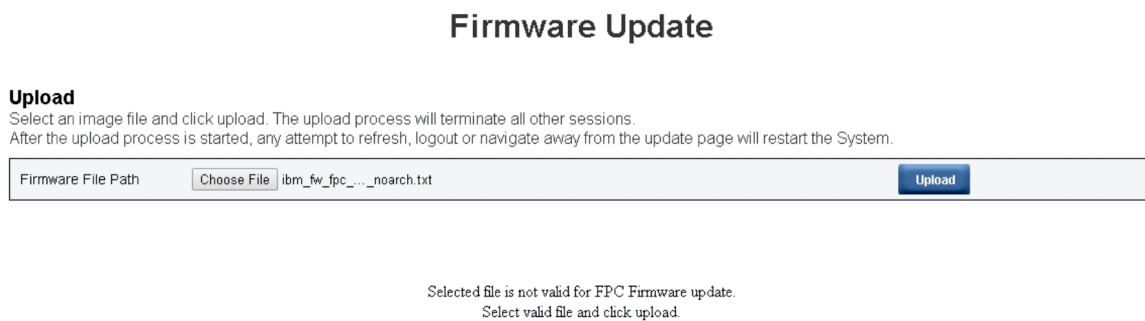 Firmware Update
Upload
Select an image file and click upload. The upload process will terminate all other sessions.
After the upload process is started, any attempt to refresh, logout or navigate away from the update page will restart the System.
Firmware File Path Choose File ibm_fw_fpc_…_noarch.txt Upload
Selected file is not valid for FPC Firmware update.
Select valid file and click upload.